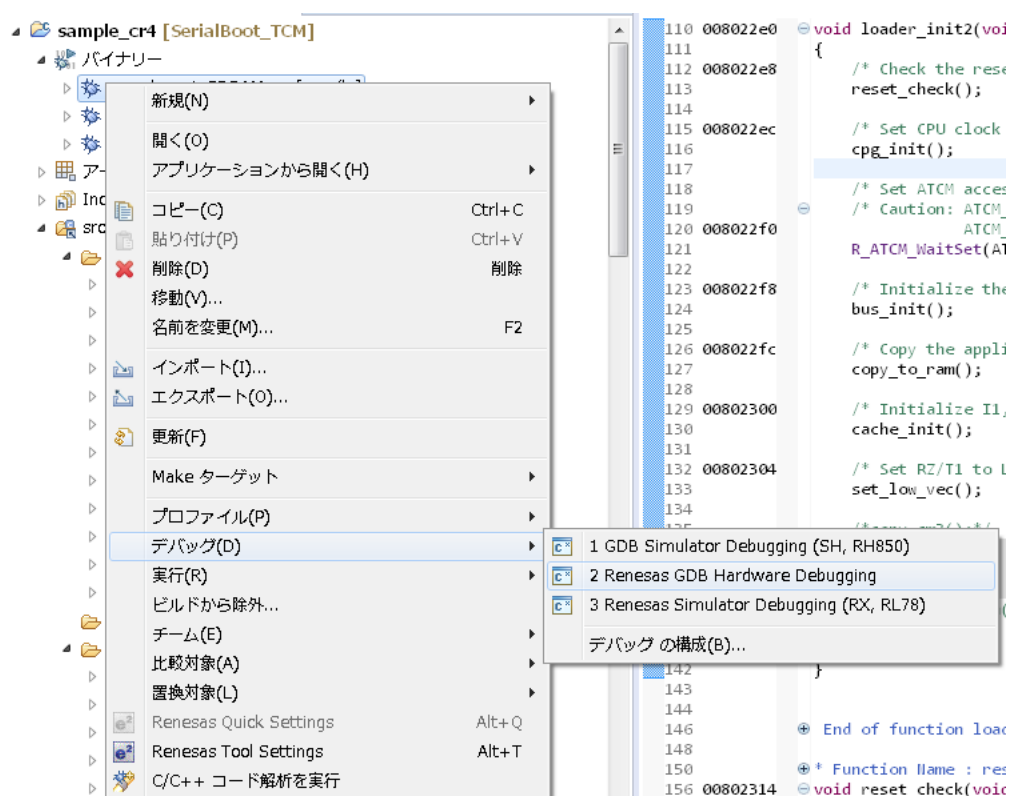 sample_cr4 [SerialBoot_TCM]
バイナリー
アー
Inc
src
新規(N)
開く(O)
アプリケーションから開く(H)
コピー(C) Ctrl+C
貼り付け(P) Ctrl+V
削除(D) 削除
移動(V)...
名前を変更(M)... F2
インポート(I)...
エクスポート(O)...
更新(F)
Make ターゲット
プロファイル(P)
デバッグ(D)
実行(R)
ビルドから除外...
チーム(E)
比較対象(A)
置換対象(L)
Renesas Quick Settings Alt+Q
Renesas Tool Settings Alt+T
C/C++ コード解析を実行
1 GDB Simulator Debugging (SH, RH850)
2 Renesas GDB Hardware Debugging
3 Renesas Simulator Debugging (RX, RL78)
デバッグ の構成(B)...
110 008022e0 void loader_init2(voi
111 {
112 008022e8 /* Check the rese
113 reset_check();
114
115 008022ec /* Set CPU clock
116 cpg_init();
117
118 /* Set ATCM acces
119 /* Caution: ATCM_
120 008022f0 ATCM_
121 R_ATCM_WaitSet(AT
122
123 008022f8 /* Initialize the
124 bus_init();
125
126 008022fc /* Copy the appli
127 copy_to_ram();
128
129 00802300 /* Initialize I1,
130 cache_init();
131
132 00802304 /* Set RZ/T1 to L
133 set_low_vec();
134
142 }
143
144
146 End of function load
148
150 * Function Name : res
156 00802314 void reset_check(void